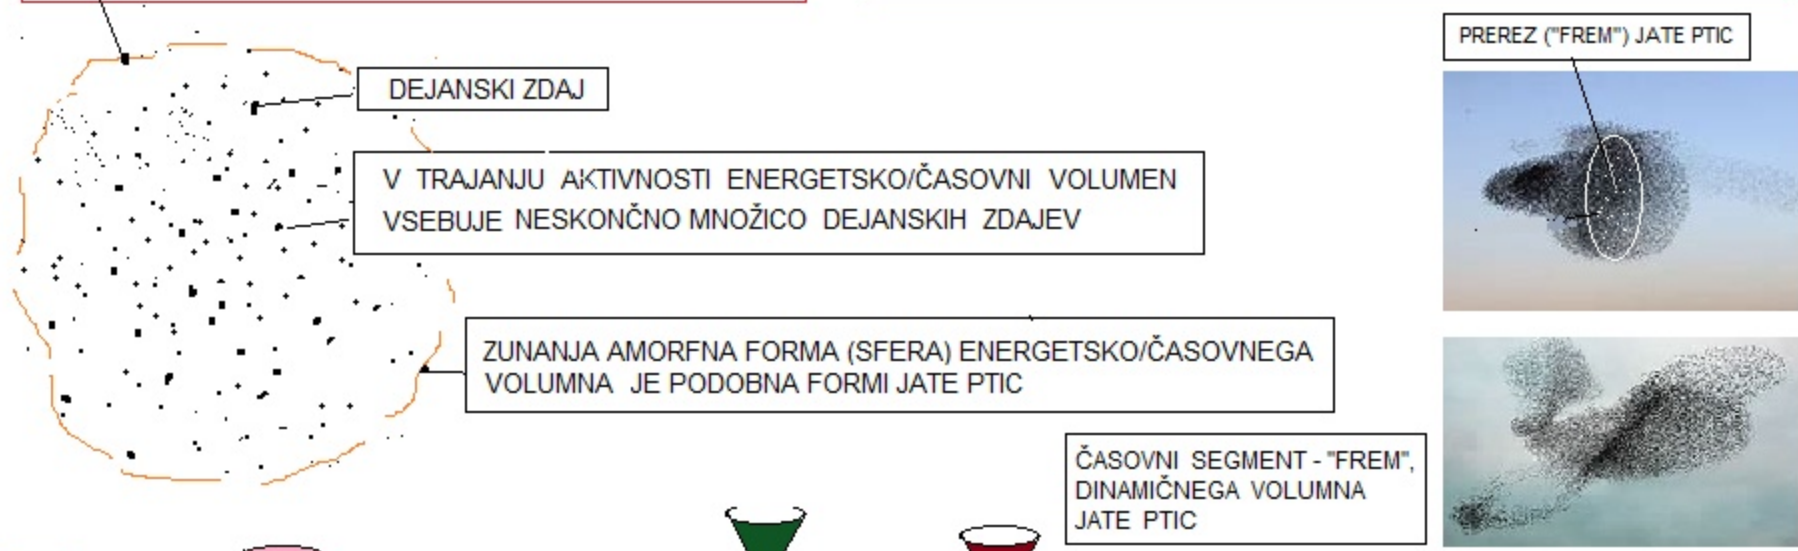 PREREZ ("FREM") JATE PTIC
DEJANSKI ZDAJ
V TRAJANJU AKTIVNOSTI ENERGETSKO/ČASOVNI VOLUMEN
VSEBUJE NESKONČNO MNOŽICO DEJANSKIH ZDAJEV
ZUNANJA AMORFNA FORMA (SFERA) ENERGETSKO/ČASOVNEGA
VOLUMNA JE PODOBNA FORMI JATE PTIC
ČASOVNI SEGMENT - "FREM",
DINAMIČNEGA VOLUMNA
JATE PTIC